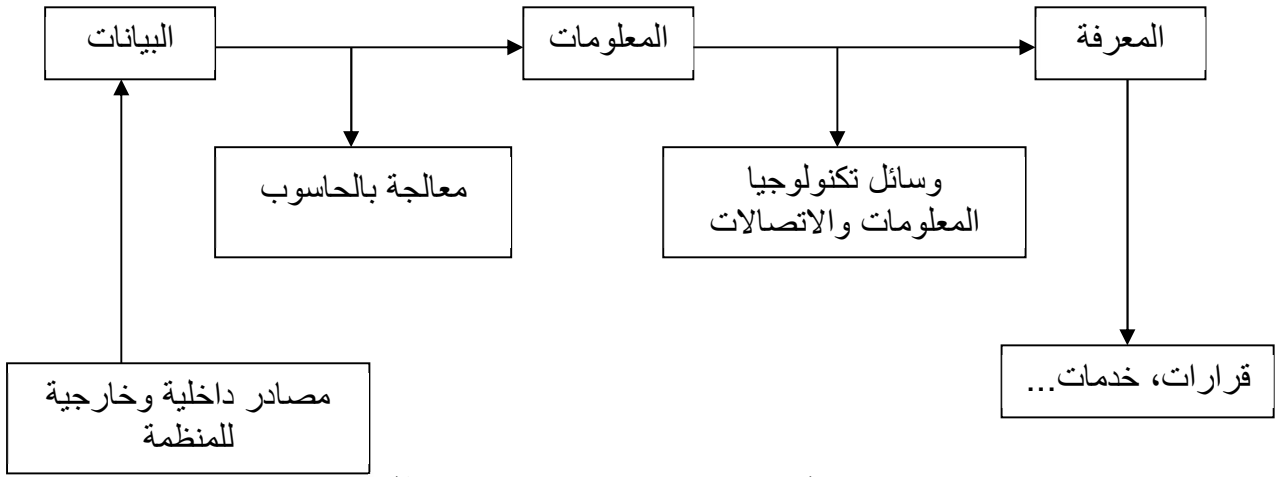 البيانات
المعلومات
المعرفة
معالجة بالحاسوب
وسائل تكنولوجيا
المعلومات والاتصالات
مصادر داخلية وخارجية
للمنظمة
قرارات، خدمات...